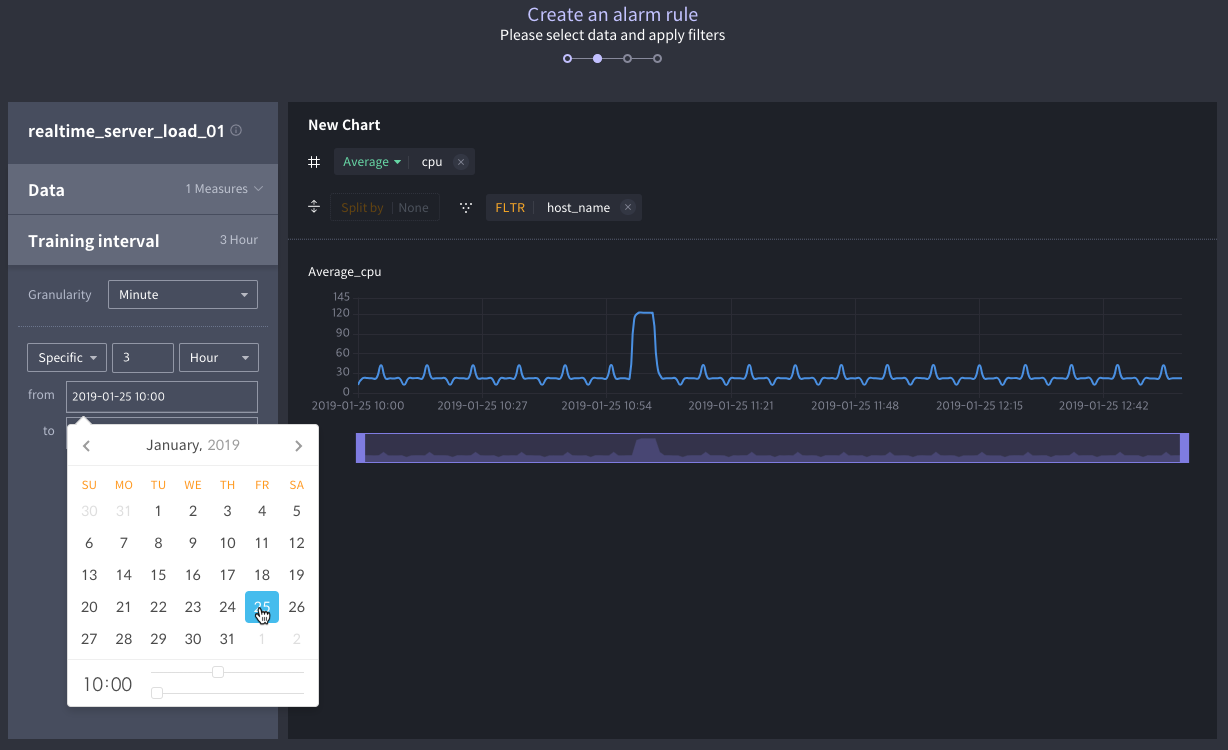 Create an alarm rule
Please select data and apply filters
realtime_server_load_01
Data 1 Measures
Training interval 3 Hour
Granularity Minute
Specific 3 Hour
from 2019-01-25 10:00
to
January, 2019
SU MO TU WE TH FR SA
30 31 1 2 3 4 5
6 7 8 9 10 11 12
13 14 15 16 17 18 19
20 21 22 23 24 25 26
27 28 29 30 31 1 2
10:00
New Chart
Average cpu
Split by None FLTR host_name
Average_cpu
145
120
90
60
30
0
2019-01-25 10:00 2019-01-25 10:27 2019-01-25 10:54 2019-01-25 11:21 2019-01-25 11:48 2019-01-25 12:15 2019-01-25 12:42